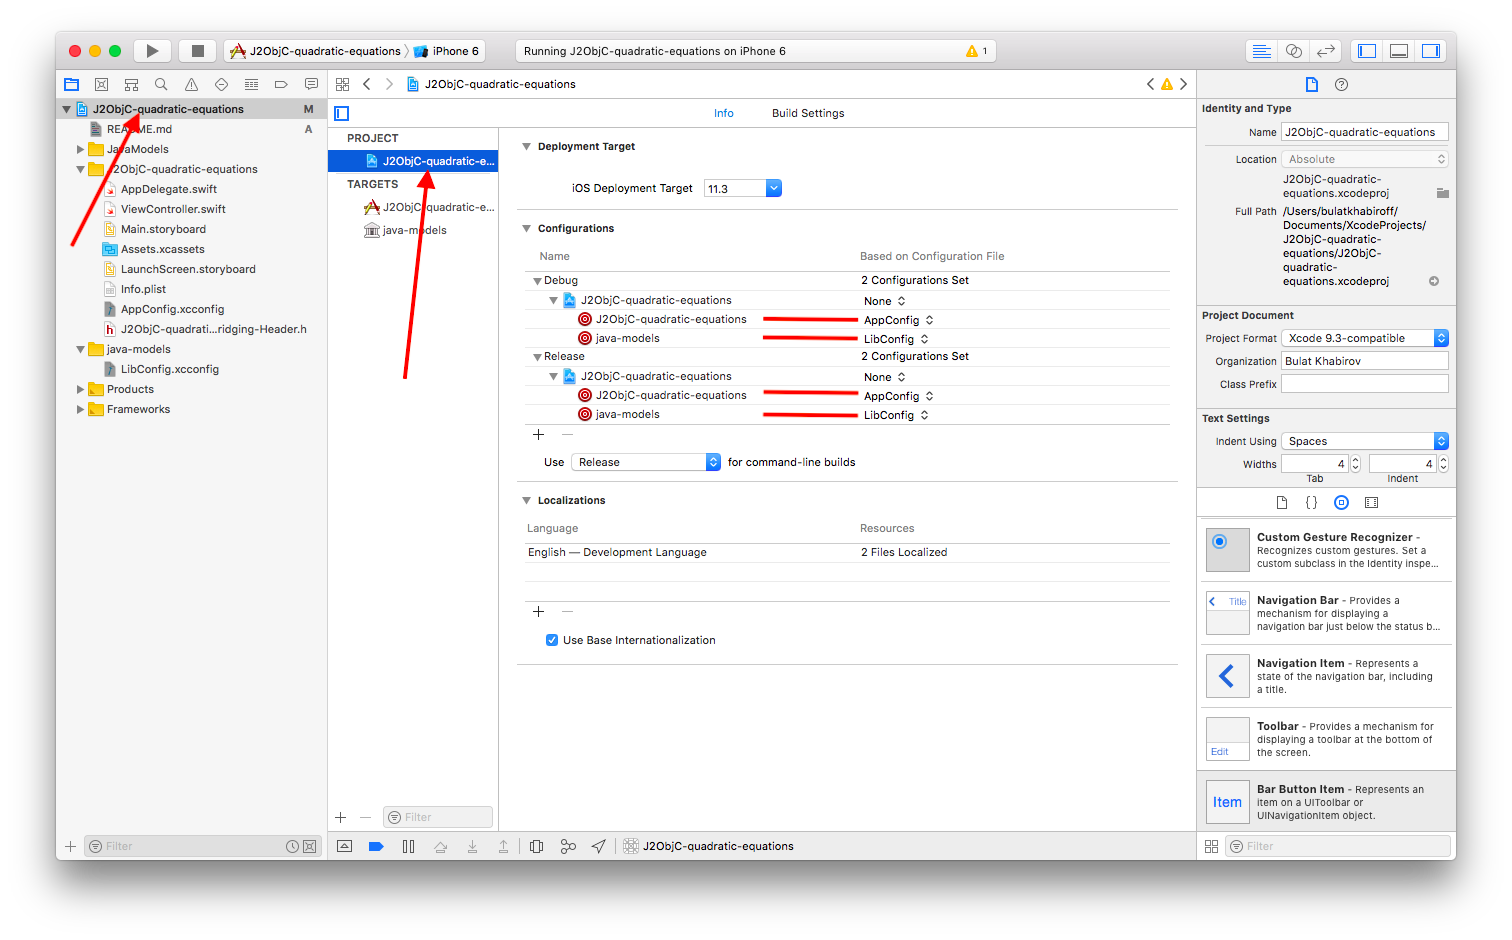 J2ObjC-quadratic-equations
iPhone 6
Running J2ObjC-quadratic-equations on iPhone 6
1
J2ObjC-quadratic-equations M
README.md A
JavaModels
J2ObjC-quadratic-equations
AppDelegate.swift
ViewController.swift
Main.storyboard
Assets.xcassets
LaunchScreen.storyboard
Info.plist
AppConfig.xcconfig
J2ObjC-quadrati...ridging-Header.h
java-models
LibConfig.xcconfig
Products
Frameworks
Filter
J2ObjC-quadratic-equations
Info
Build Settings
PROJECT
J2ObjC-quadratic-e...
TARGETS
J2ObjC-quadratic-e...
java-models
Filter
Deployment Target
iOS Deployment Target 11.3
Configurations
Name Based on Configuration File
Debug 2 Configurations Set
J2ObjC-quadratic-equations None
J2ObjC-quadratic-equations AppConfig
java-models LibConfig
Release 2 Configurations Set
J2ObjC-quadratic-equations None
J2ObjC-quadratic-equations AppConfig
java-models LibConfig
Use Release for command-line builds
Localizations
Language Resources
English — Development Language 2 Files Localized
Use Base Internationalization
J2ObjC-quadratic-equations
Identity and Type
Name J2ObjC-quadratic-equations
Location Absolute
J2ObjC-quadratic-
equations.xcodeproj
Full Path /Users/bulatkhabiroff/
Documents/XcodeProjects/
J2ObjC-quadratic-
equations/J2ObjC-
quadratic-
equations.xcodeproj
Project Document
Project Format Xcode 9.3-compatible
Organization Bulat Khabirov
Class Prefix
Text Settings
Indent Using Spaces
Widths 4 4
Tab Indent
Custom Gesture Recognizer -
Recognizes custom gestures. Set a
custom subclass in the Identity inspe...
Title
Navigation Bar - Provides a
mechanism for displaying a
navigation bar just below the status b...
Navigation Item - Represents a
state of the navigation bar, including
a title.
Edit
Toolbar - Provides a mechanism for
displaying a toolbar at the bottom of
the screen.
Item
Bar Button Item - Represents an
item on a UIToolbar or
UINavigationItem object.
Filter